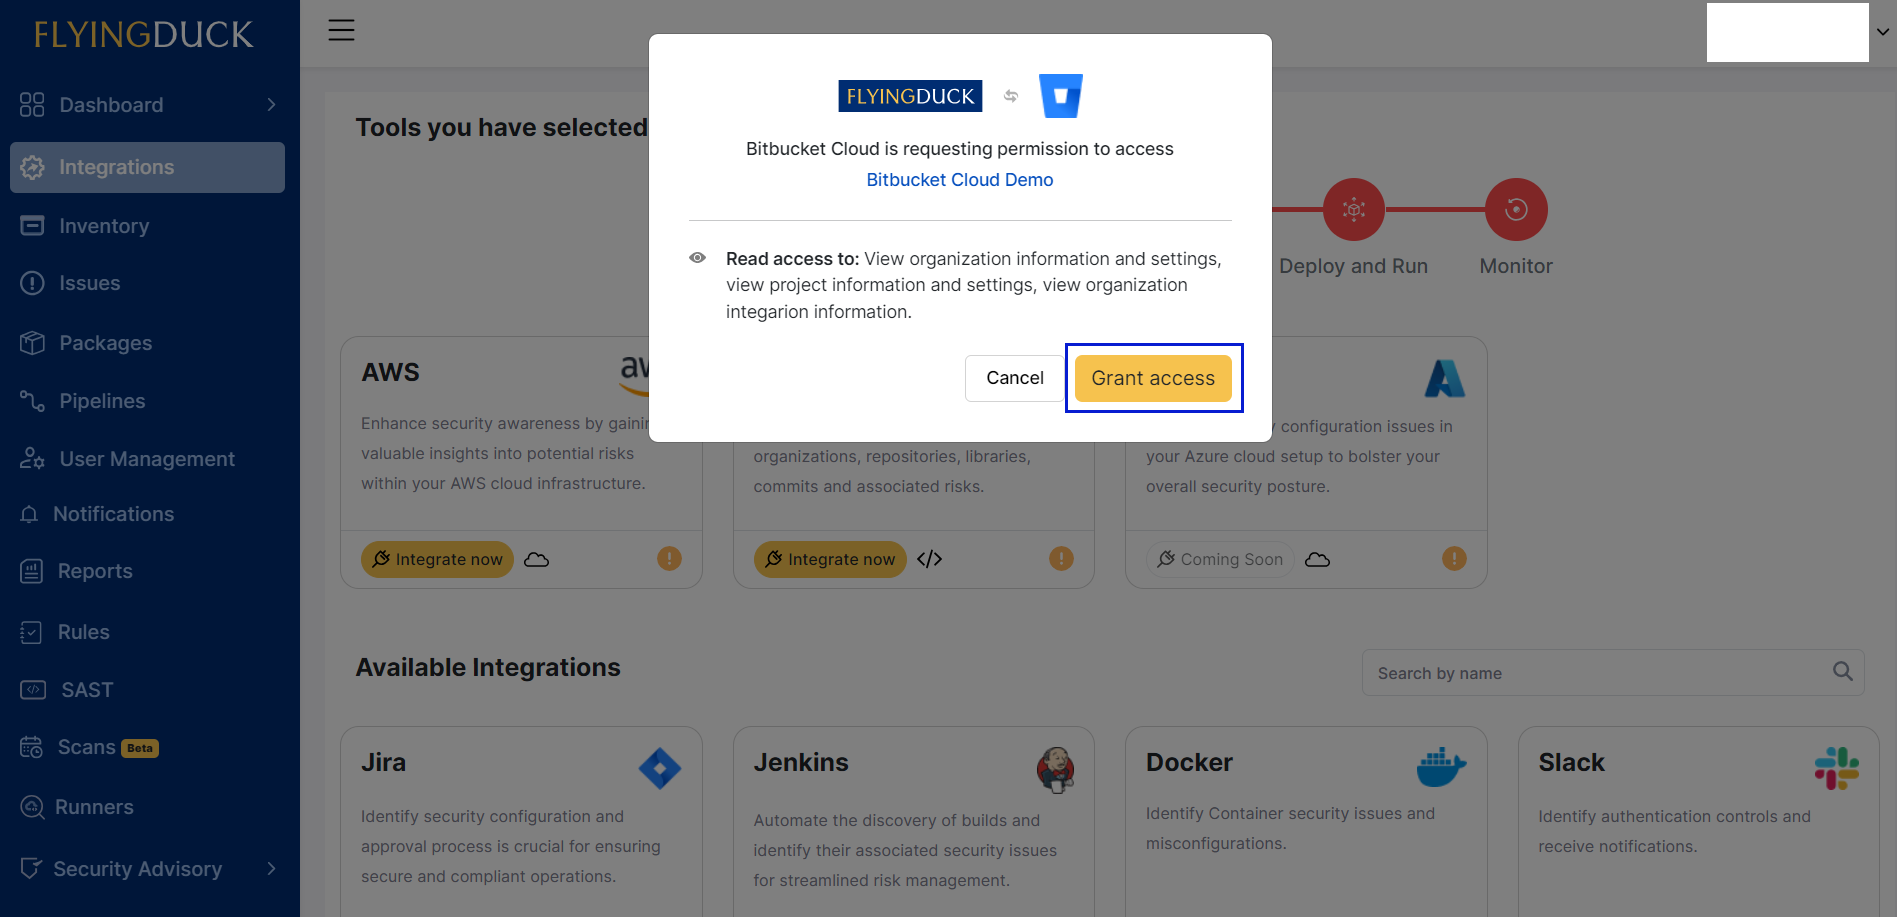 FLYINGDUCK
Dashboard
Integrations
Inventory
Issues
Packages
Pipelines
User Management
Notifications
Reports
Rules
SAST
Scans Beta
Runners
Security Advisory
Tools you have selected
Deploy and Run
Monitor
FLYINGDUCK
Bitbucket Cloud is requesting permission to access
Bitbucket Cloud Demo
Read access to: View organization information and settings,
view project information and settings, view organization
integarion information.
Cancel
Grant access
AWS
Enhance security awareness by
valuable insights into potential risks
within your AWS cloud infrastructure.
Integrate now
organizations, repositories, libraries,
commits and associated risks.
Integrate now
configuration issues in
your Azure cloud setup to bolster your
overall security posture.
Coming Soon
Available Integrations
Search by name
Jira
Identify security configuration and
approval process is crucial for ensuring
secure and compliant operations.
Jenkins
Automate the discovery of builds and
identify their associated security issues
for streamlined risk management.
Docker
Identify Container security issues and
misconfigurations.
Slack
Identify authentication controls and
receive notifications.